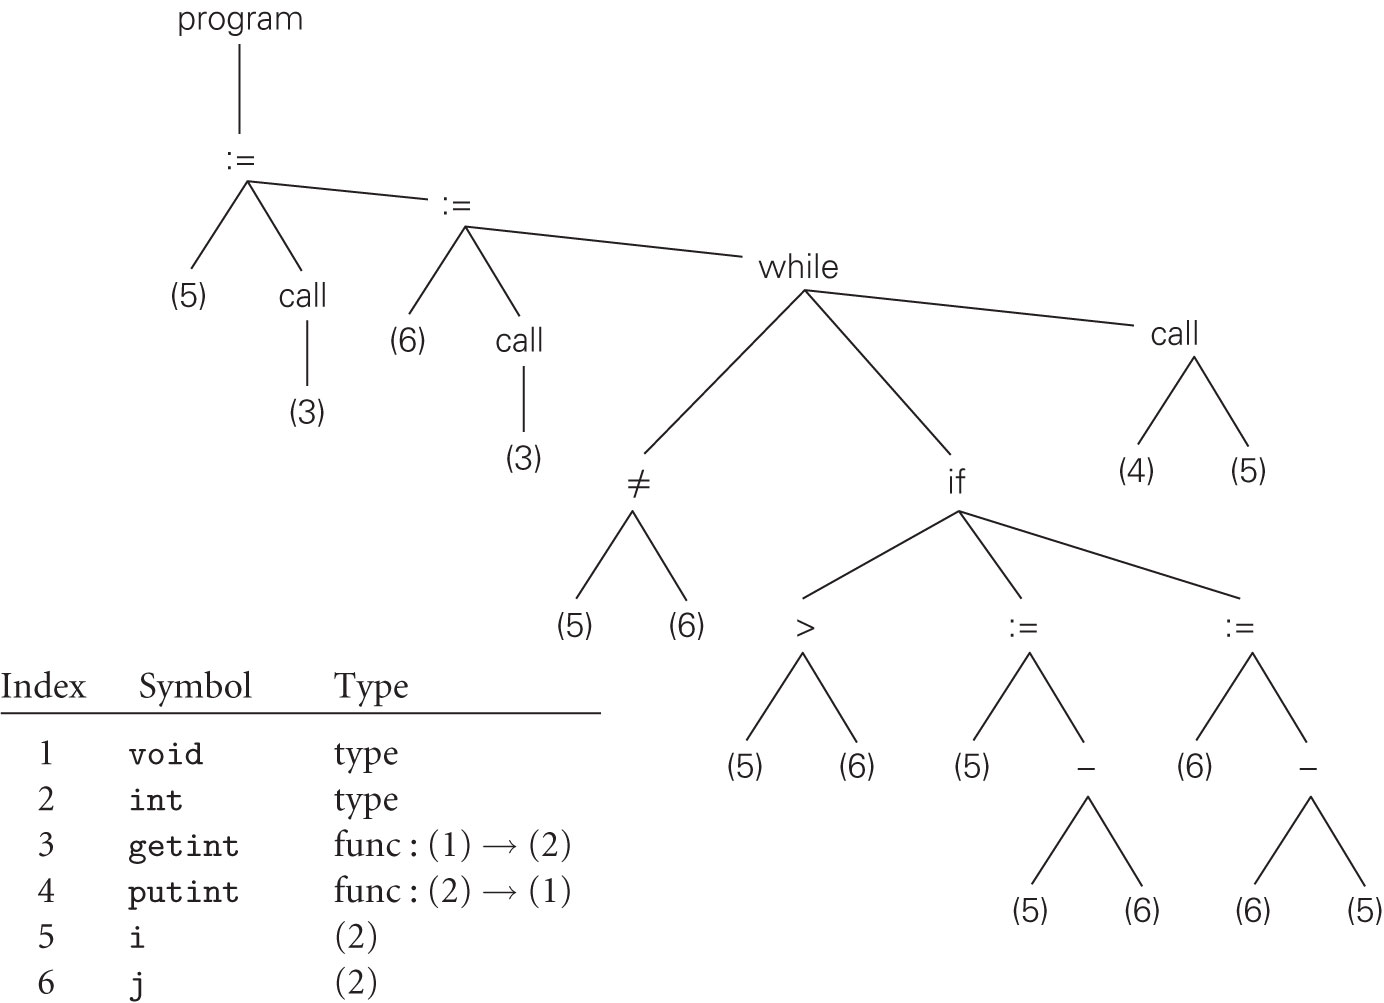 program
:=
:=
while
(5) call
(6) call
call
(3)
(3)
(4) (5)
≠ if
(5) (6)
> := :=
(5) (6) (5) – (6) –
(5) (6) (6) (5)
Index Symbol Type
1 void type
2 int type
3 getint func : (1) → (2)
4 putint func : (2) → (1)
5 i (2)
6 j (2)